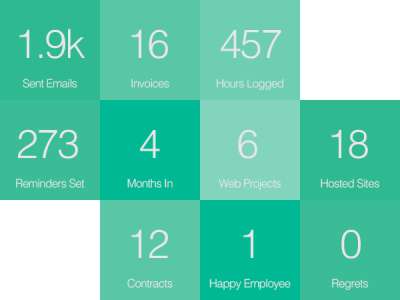 1.9k
16
457
Sent Emails
Invoices
Hours Logged
273
4
6
18
Reminders Set
Months In
Web Projects
Hosted Sites
12
1
0
Contracts
Happy Employee
Regrets